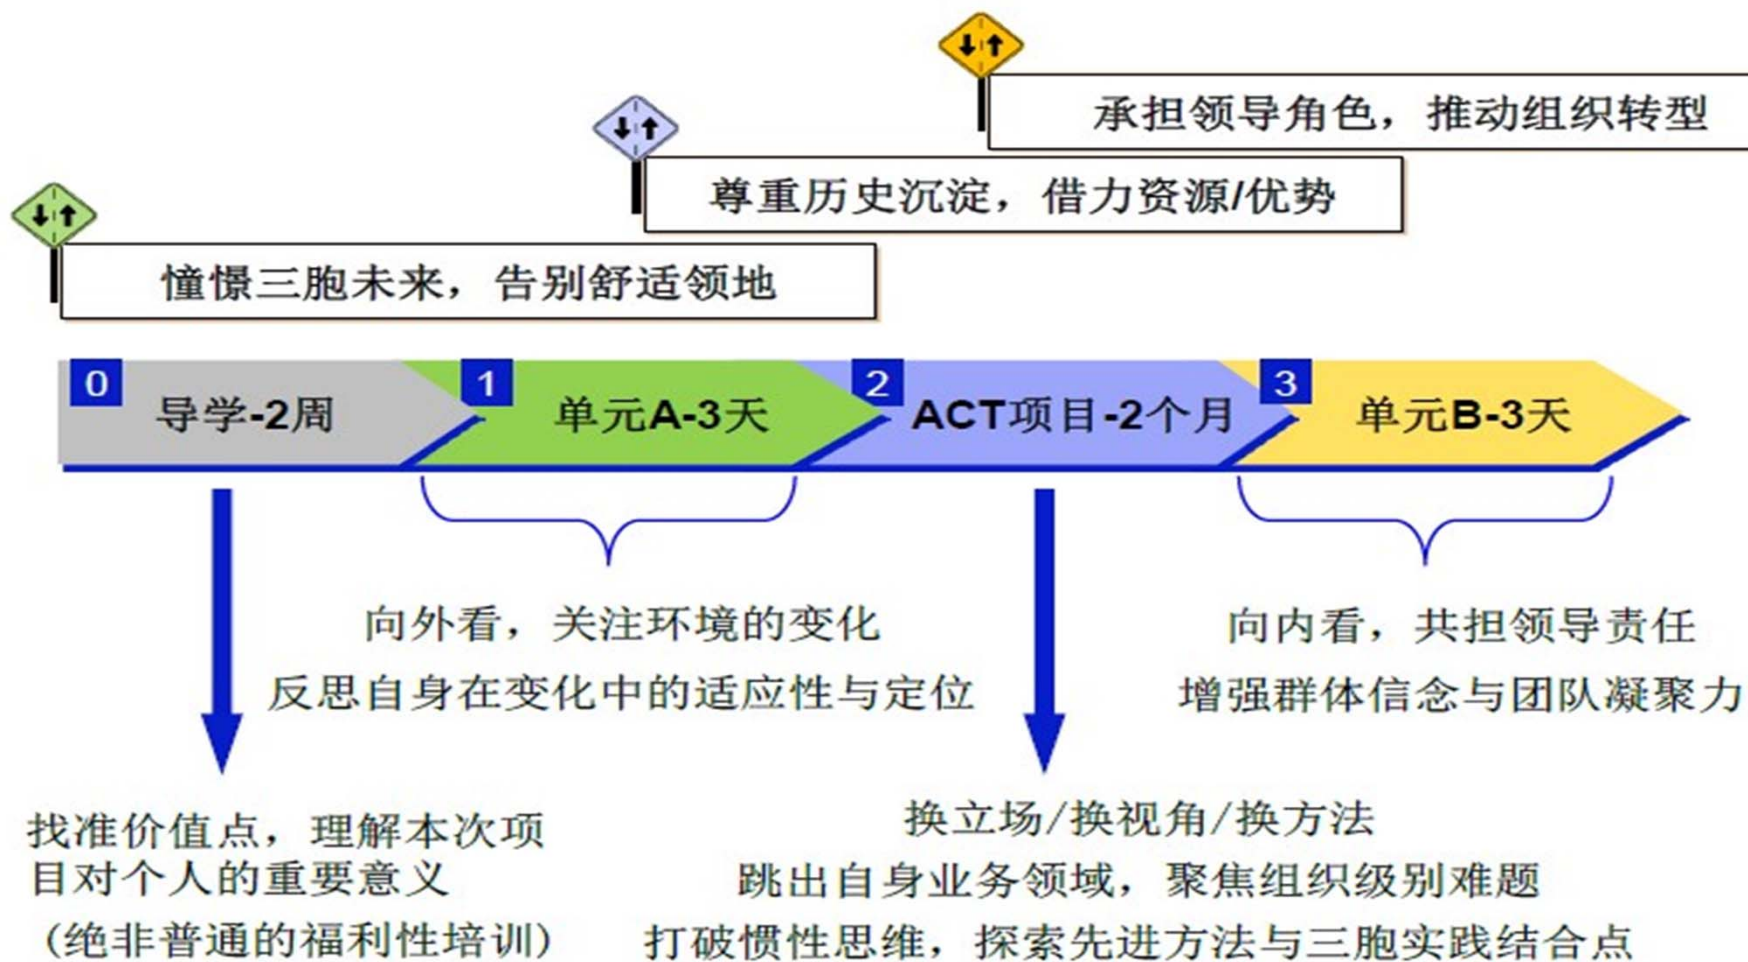 承担领导角色，推动组织转型
尊重历史沉淀，借力资源/优势
憧憬三胞未来，告别舒适领地
0
导学-2周
1
单元A-3天
2
ACT项目-2个月
3
单元B-3天
向外看，关注环境的变化
反思自身在变化中的适应性与定位
向内看，共担领导责任
增强群体信念与团队凝聚力
找准价值点，理解本次项
目对个人的重要意义
(绝非普通的福利性培训)
换立场/换视角/换方法
跳出自身业务领域，聚焦组织级别难题
打破惯性思维，探索先进方法与三胞实践结合点